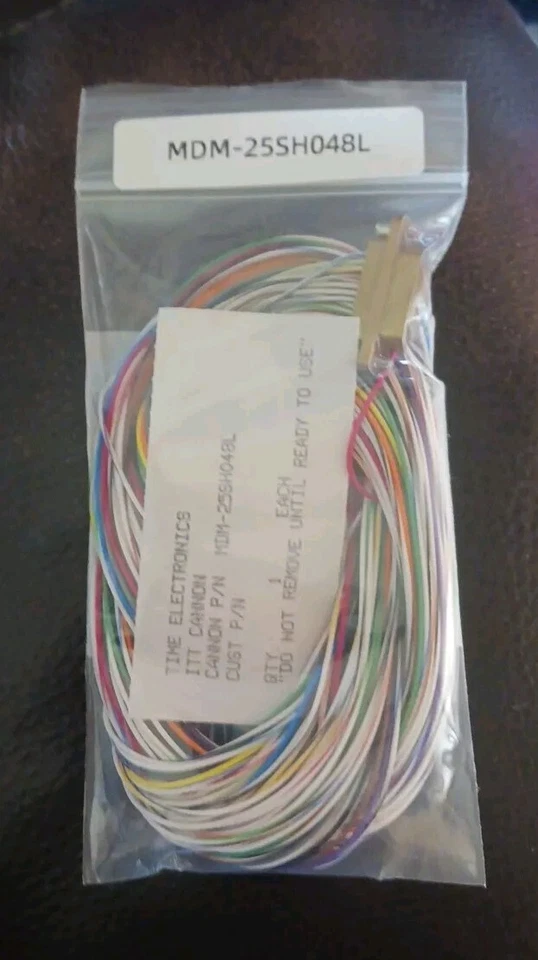 MDM-25SH048L
TIME ELECTRONICS
ITT CANNON
CANNON P/N MDM-25SH048L
CUST P/N
QTY 1 EACH
"DO NOT REMOVE UNTIL READY TO USE"